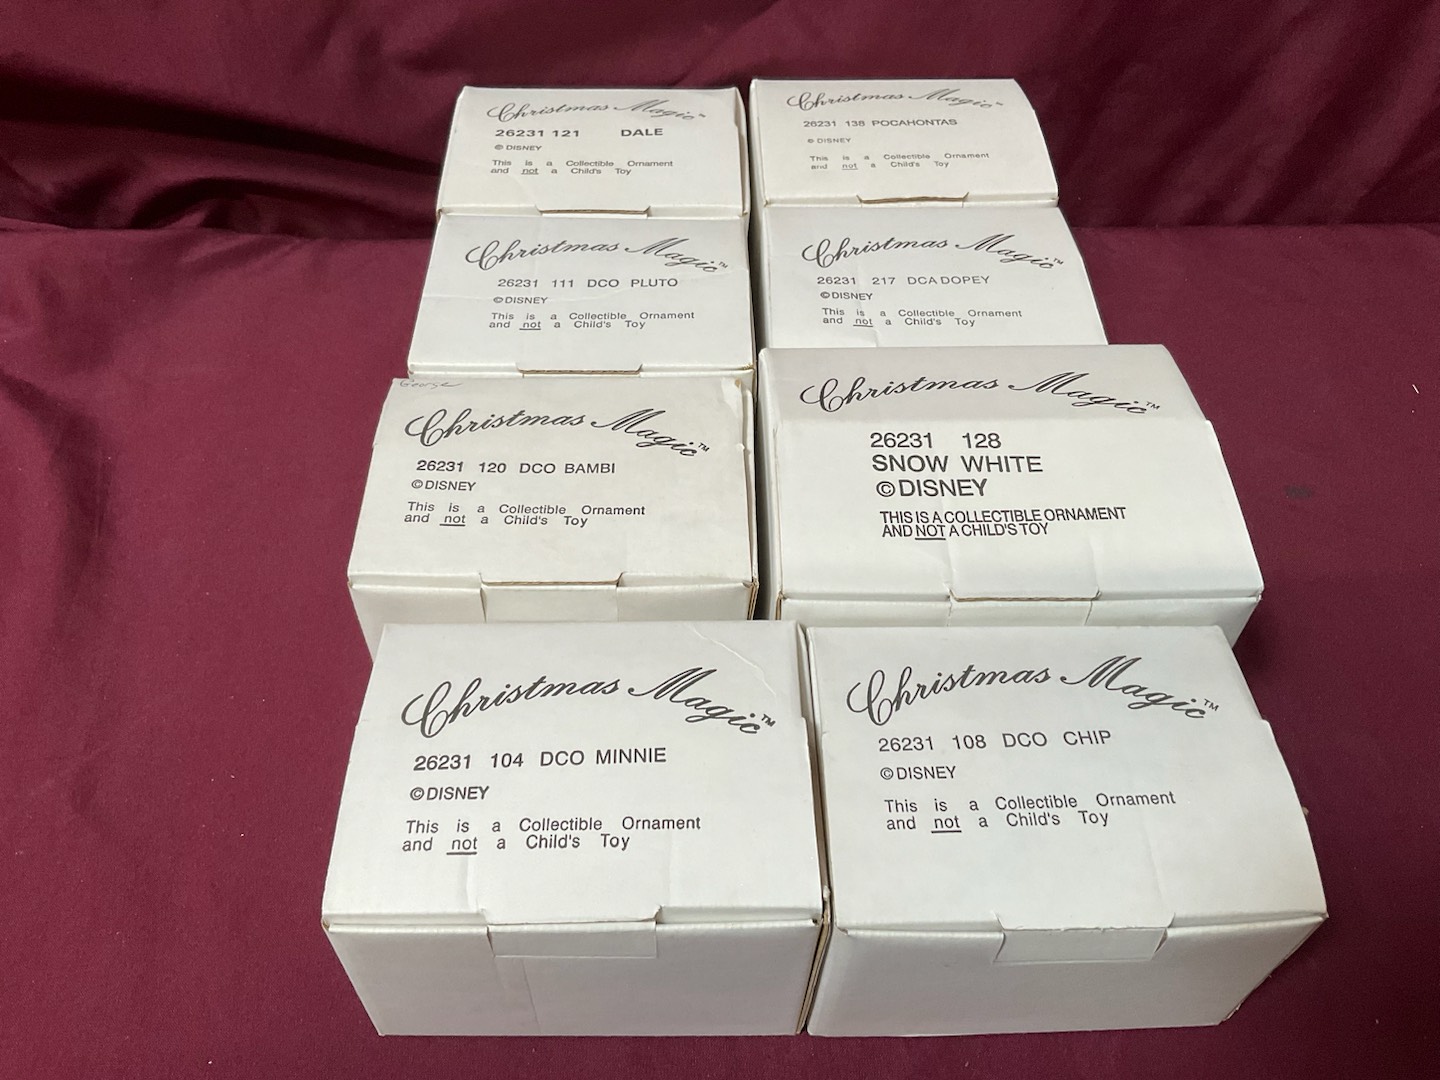 Christmas Magic™
26231 121 DALE
© DISNEY
This is a Collectible Ornament
and not a Child's Toy
Christmas Magic™
26231 138 POCAHONTAS
© DISNEY
This is a Collectible Ornament
and not a Child's Toy
Christmas Magic™
26231 111 DCO PLUTO
© DISNEY
This is a Collectible Ornament
and not a Child's Toy
Christmas Magic™
26231 217 DCA DOPEY
© DISNEY
This is a Collectible Ornament
and not a Child's Toy
George
Christmas Magic™
26231 120 DCO BAMBI
© DISNEY
This is a Collectible Ornament
and not a Child's Toy
Christmas Magic™
26231 128
SNOW WHITE
© DISNEY
THIS IS A COLLECTIBLE ORNAMENT
AND NOT A CHILD'S TOY
Christmas Magic™
26231 104 DCO MINNIE
© DISNEY
This is a Collectible Ornament
and not a Child's Toy
Christmas Magic™
26231 108 DCO CHIP
© DISNEY
This is a Collectible Ornament
and not a Child's Toy